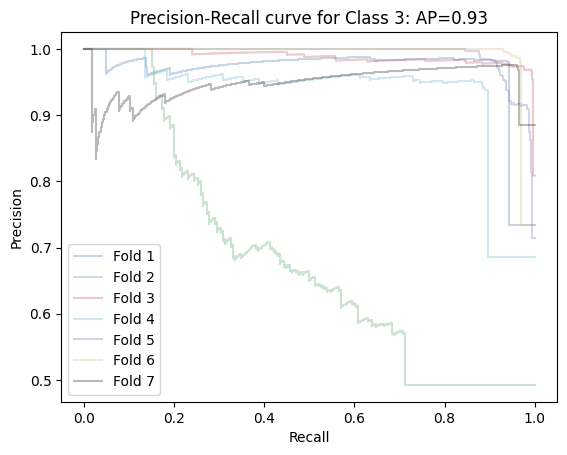 Precision-Recall curve for Class 3: AP=0.93
Precision
1.0
0.9
0.8
0.7
0.6
0.5
Fold 1
Fold 2
Fold 3
Fold 4
Fold 5
Fold 6
Fold 7
0.0 0.2 0.4 0.6 0.8 1.0
Recall